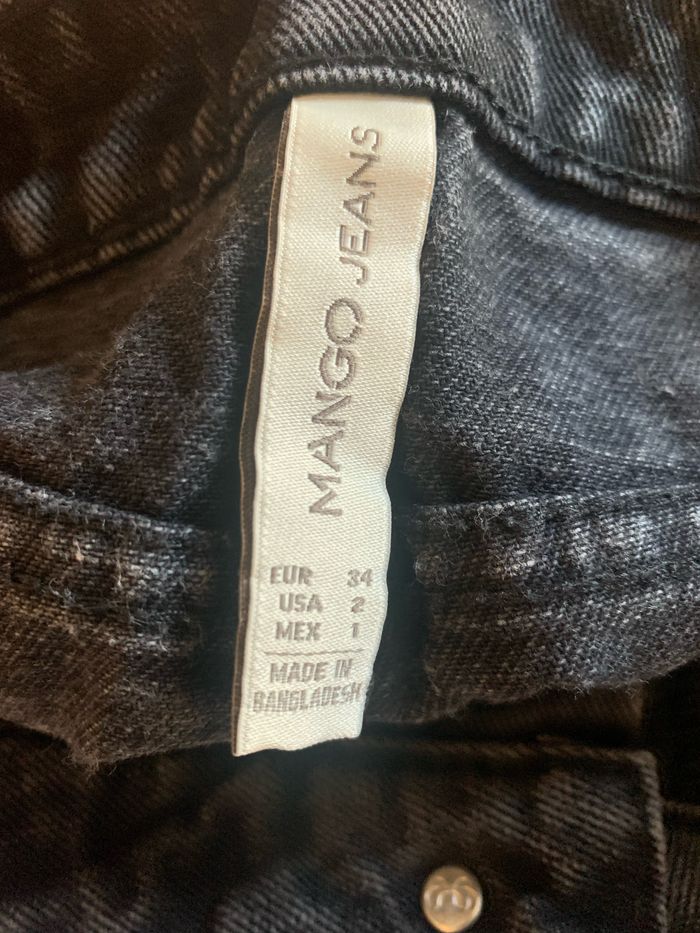 MANGO JEANS
EUR 34
USA 2
MEX 1
MADE IN
BANGLADESH